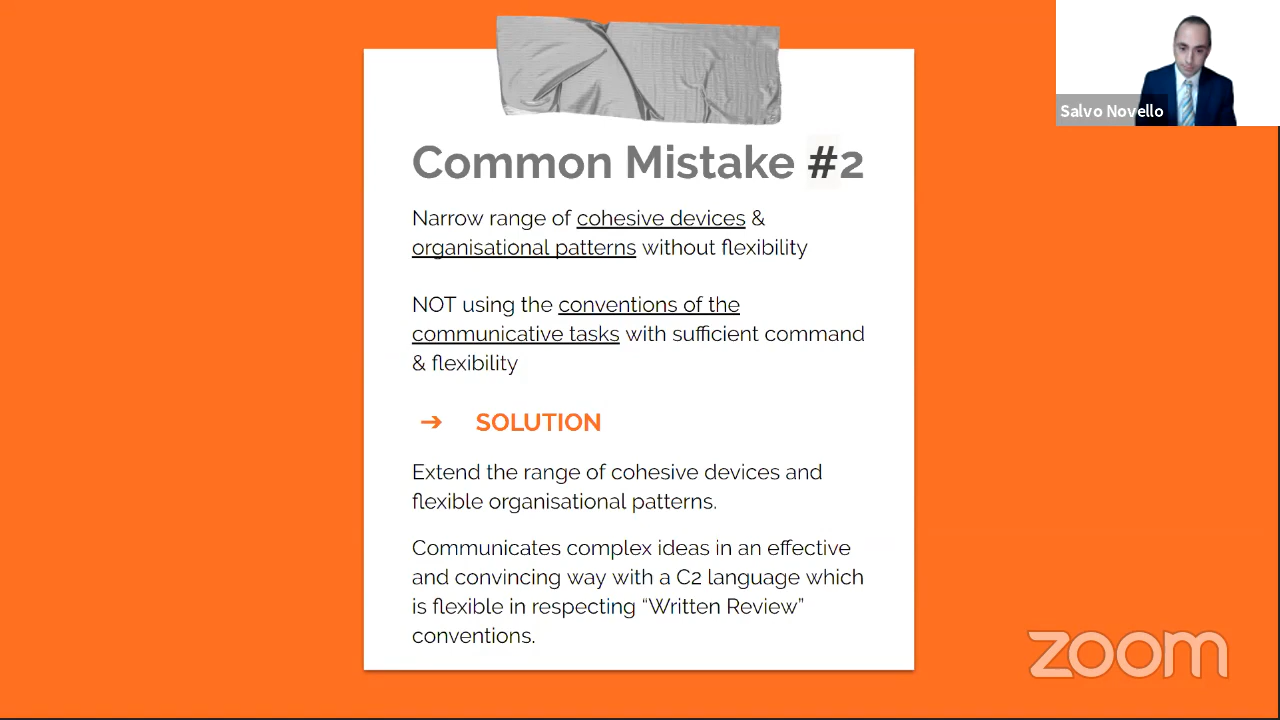 Salvo Novello
Common Mistake #2
Narrow range of cohesive devices &
organisational patterns without flexibility
NOT using the conventions of the
communicative tasks with sufficient command
& flexibility
➔ SOLUTION
Extend the range of cohesive devices and
flexible organisational patterns.
Communicates complex ideas in an effective
and convincing way with a C2 language which
is flexible in respecting “Written Review”
conventions.
zoom